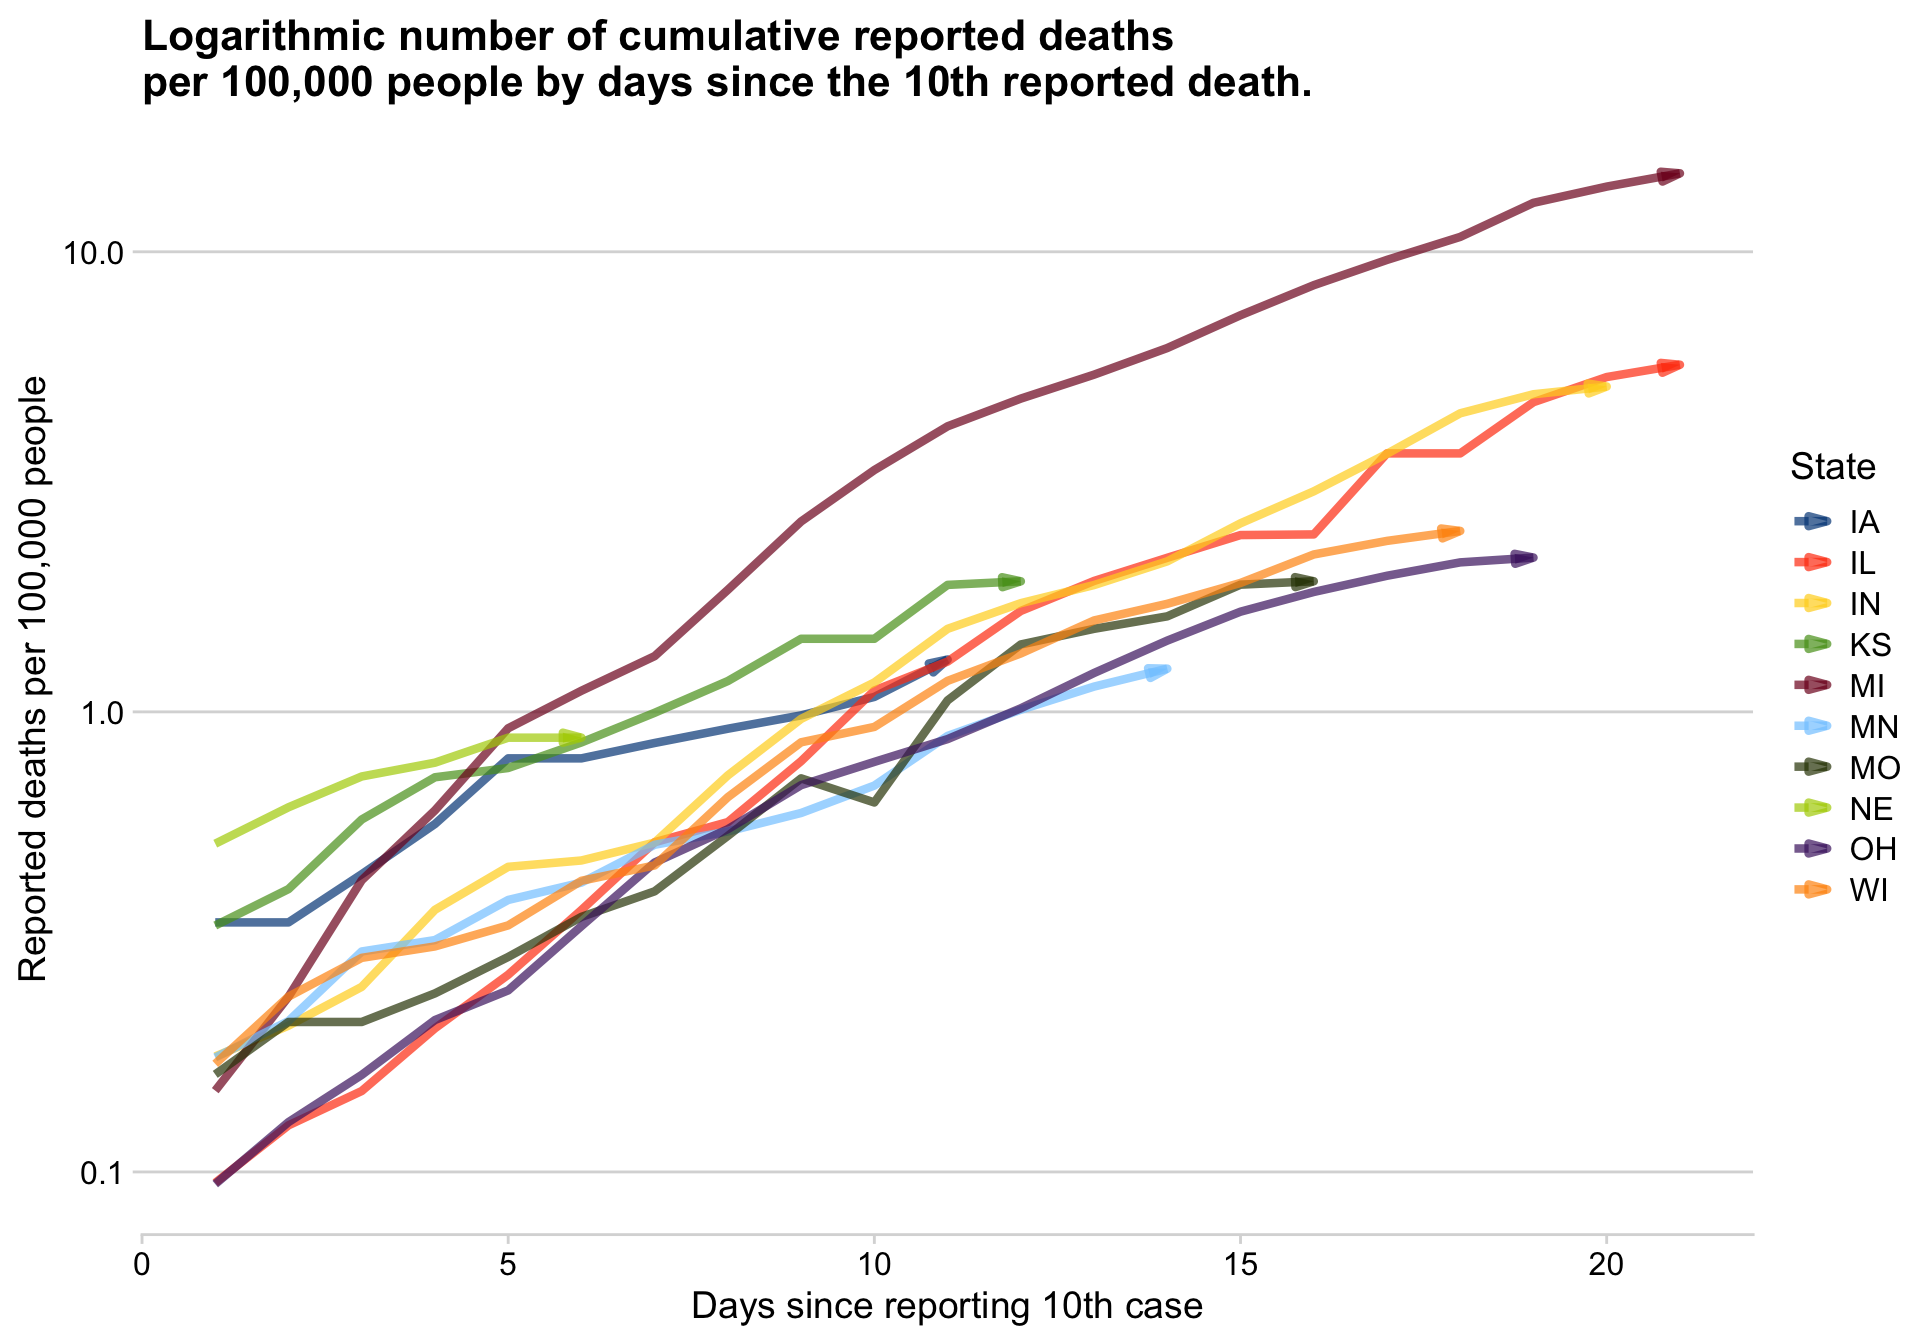 Logarithmic number of cumulative reported deaths
per 100,000 people by days since the 10th reported death.
Reported deaths per 100,000 people
10.0
1.0
0.1
0
5
10
15
20
Days since reporting 10th case
State
IA
IL
IN
KS
MI
MN
MO
NE
OH
WI